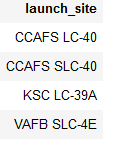 launch_site
CCAFS LC-40
CCAFS SLC-40
KSC LC-39A
VAFB SLC-4E